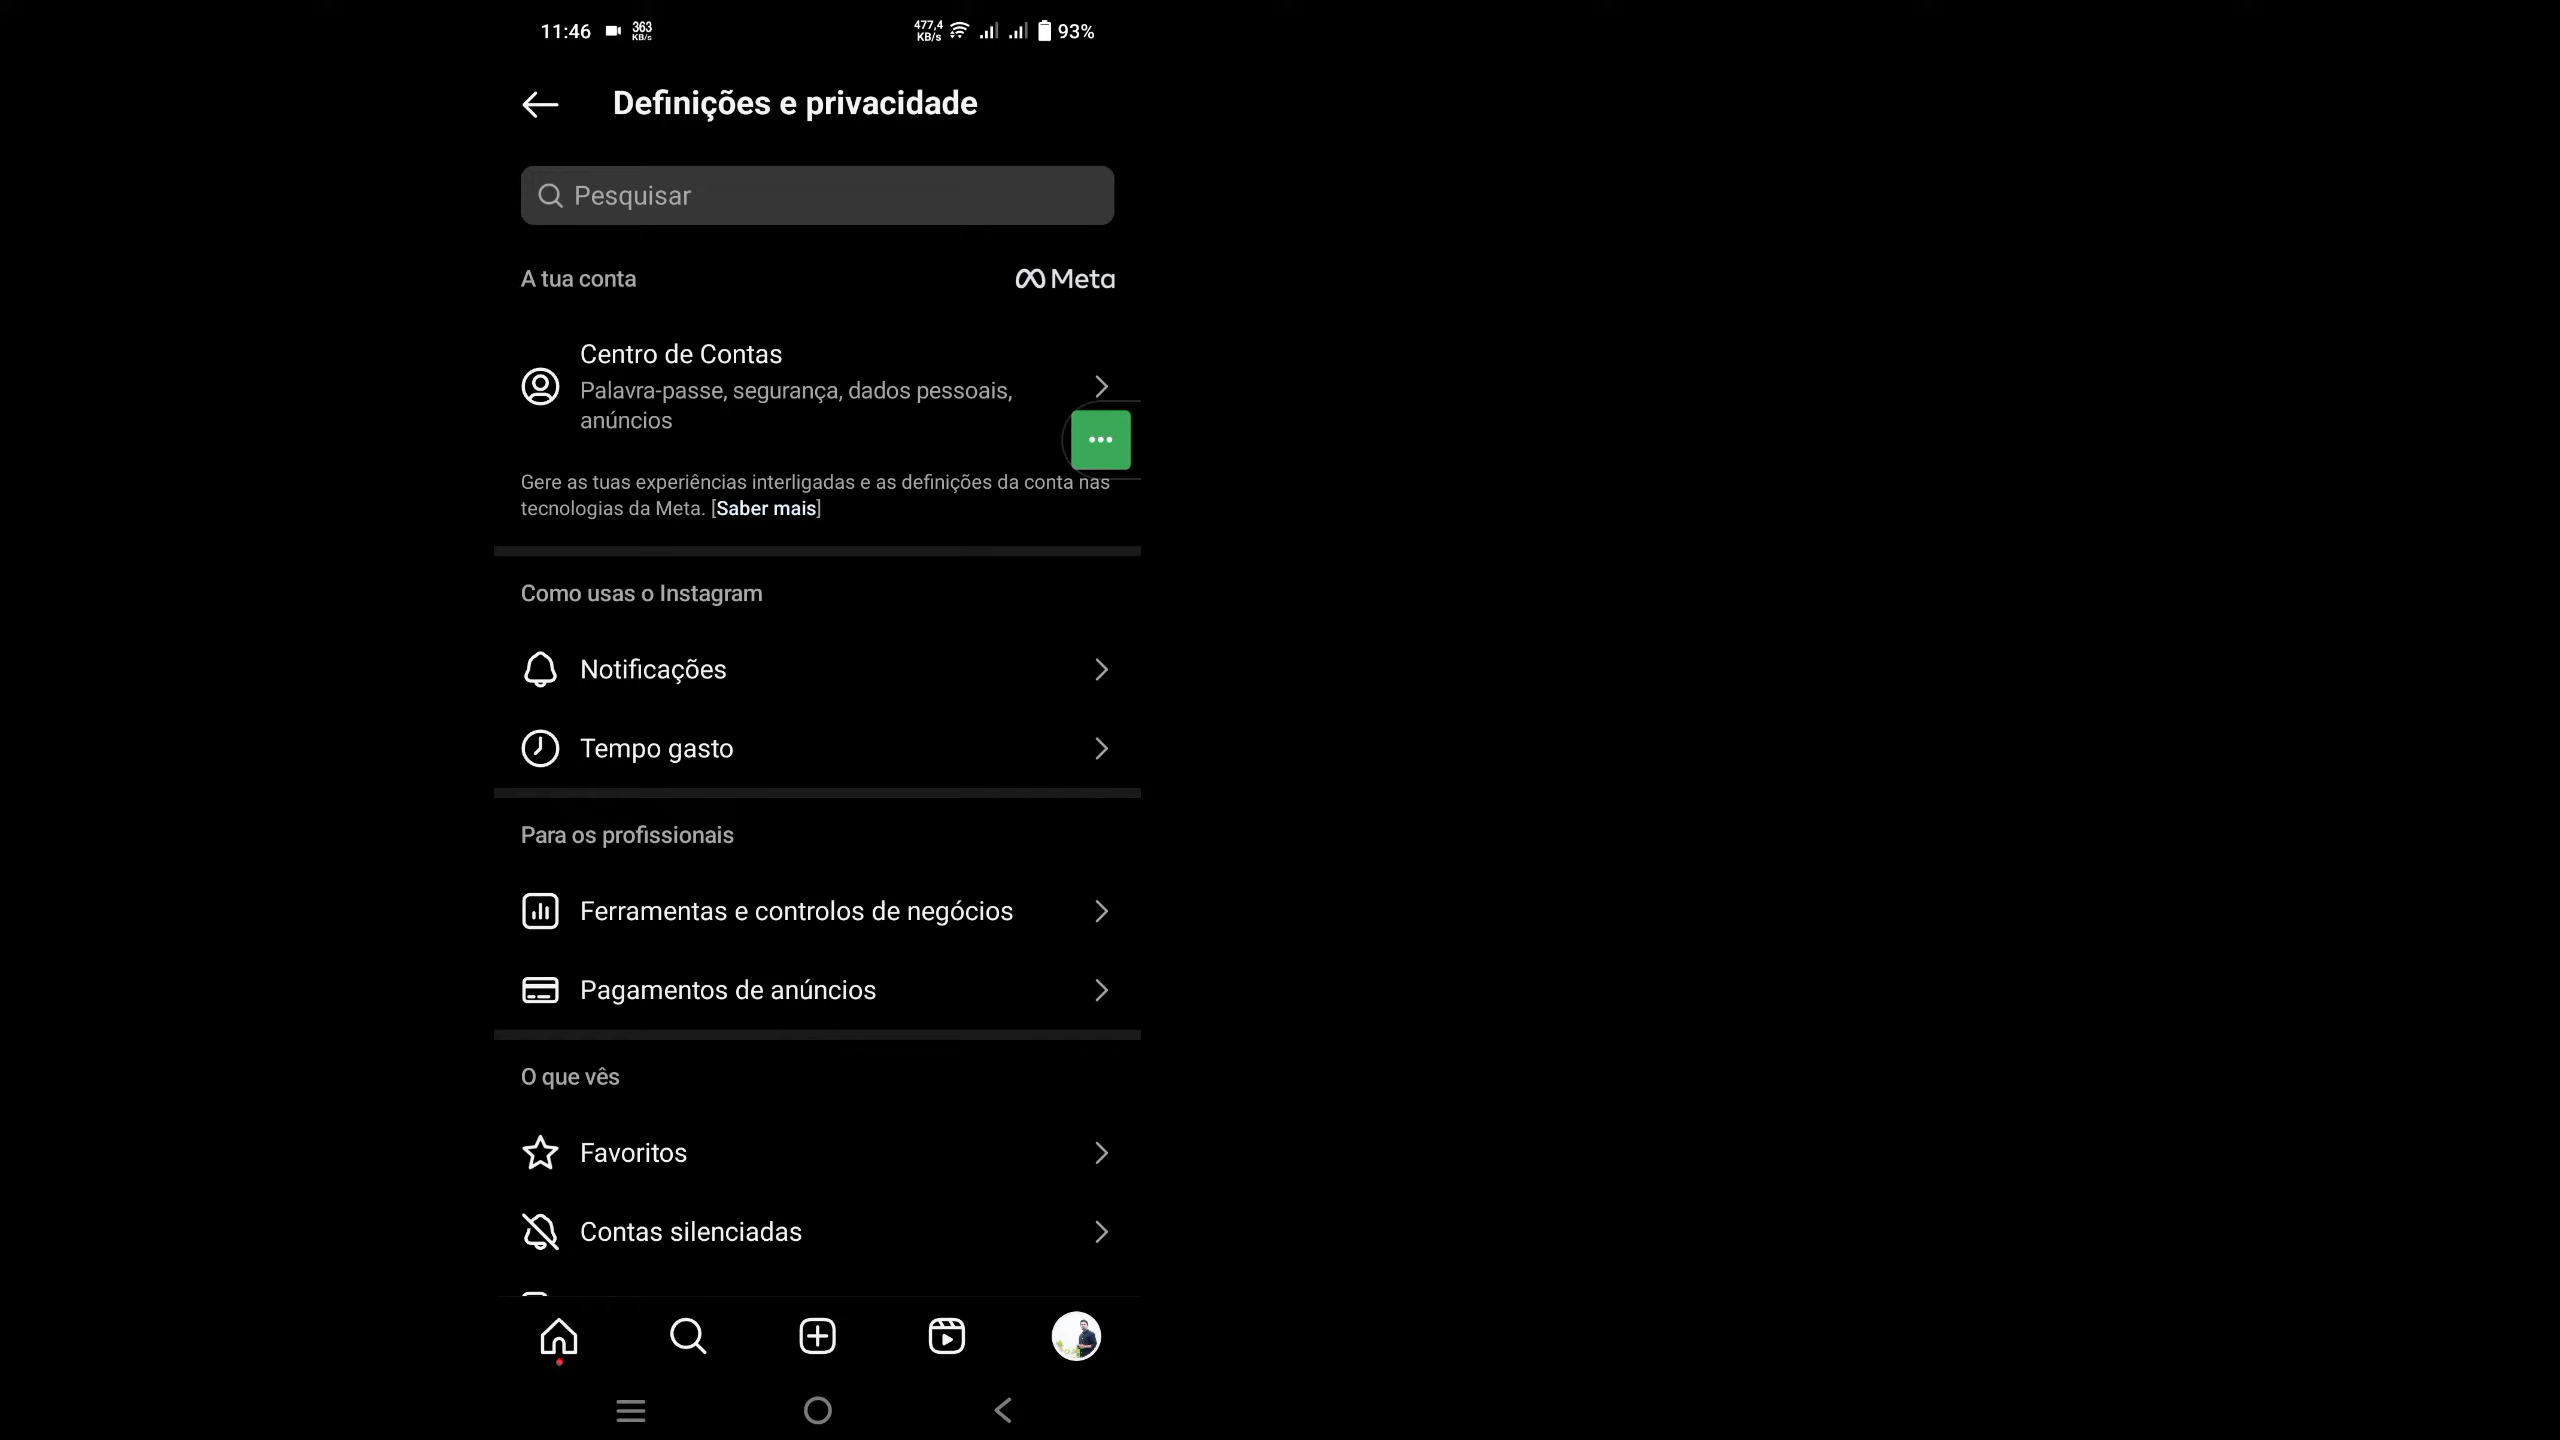 11:46 363 KB/s 477,4 KB/s 93%
Definições e privacidade
Pesquisar
A tua conta Meta
Centro de Contas
Palavra-passe, segurança, dados pessoais,
anúncios
Gere as tuas experiências interligadas e as definições da conta nas
tecnologias da Meta. [Saber mais]
Como usas o Instagram
Notificações
Tempo gasto
Para os profissionais
Ferramentas e controlos de negócios
Pagamentos de anúncios
O que vês
Favoritos
Contas silenciadas